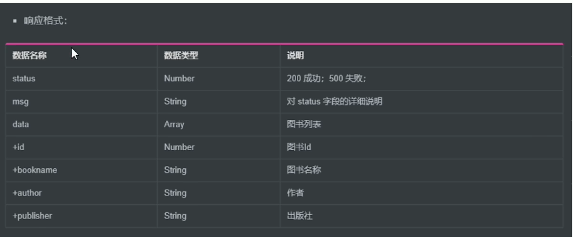 • 响应格式：
数据名称 数据类型 说明
status Number 200 成功；500 失败；
msg String 对 status 字段的详细说明
data Array 图书列表
+id Number 图书Id
+bookname String 图书名称
+author String 作者
+publisher String 出版社